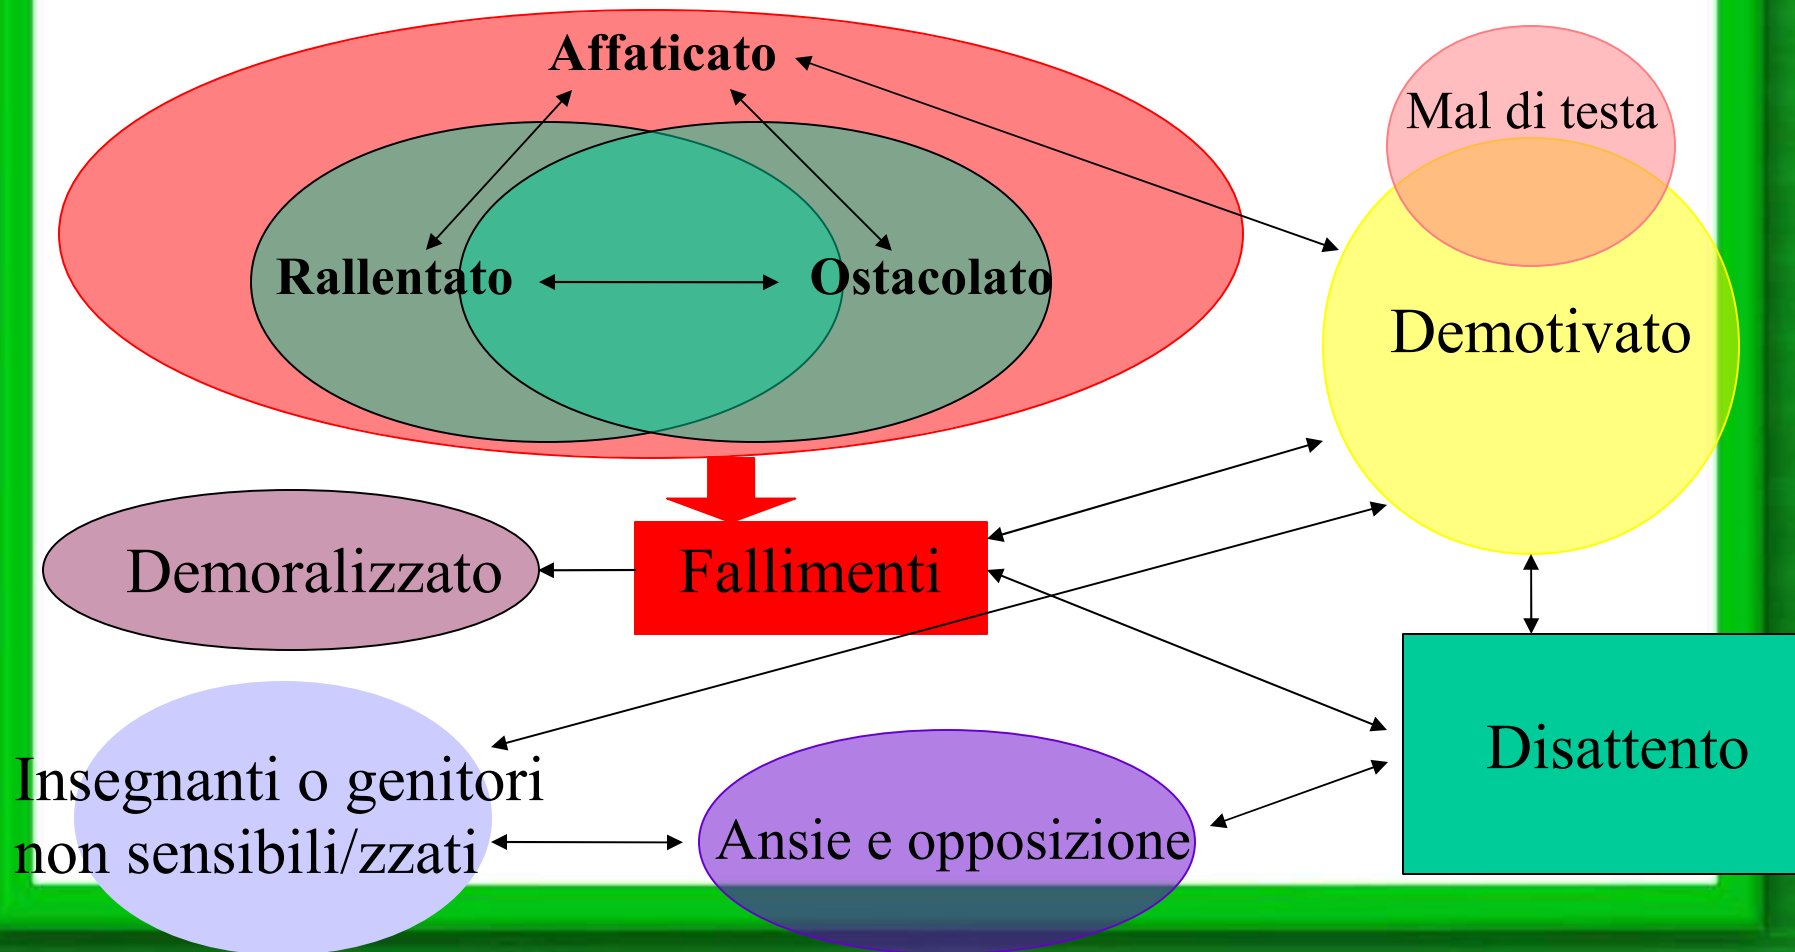 Affaticato
Mal di testa
Rallentato
Ostacolato
Demotivato
Demoralizzato
Fallimenti
Disattento
Insegnanti o genitori
non sensibili/zzati
Ansie e opposizione